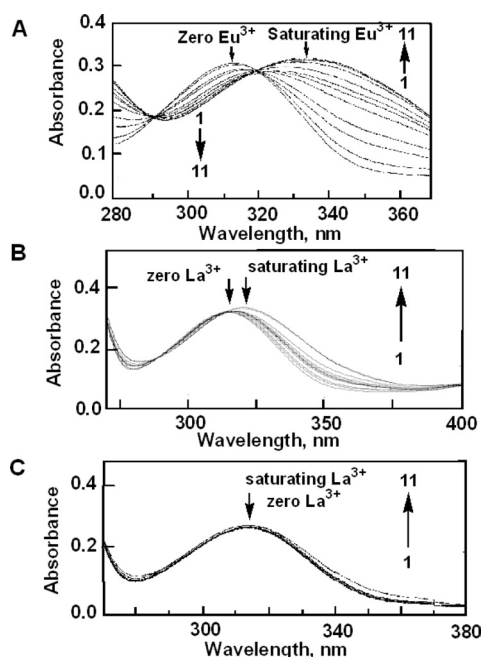 A
Zero Eu³⁺ Saturating Eu³⁺ 11
1
1
11
Absorbance
0.4
0.3
0.2
0.1
0.0
280 300 320 340 360
Wavelength, nm
B
zero La³⁺ saturating La³⁺
11
1
Absorbance
0.4
0.2
0.0
300 350 400
Wavelength, nm
C
saturating La³⁺
zero La³⁺
11
1
Absorbance
0.4
0.2
0.0
300 320 340 360 380
Wavelength, nm